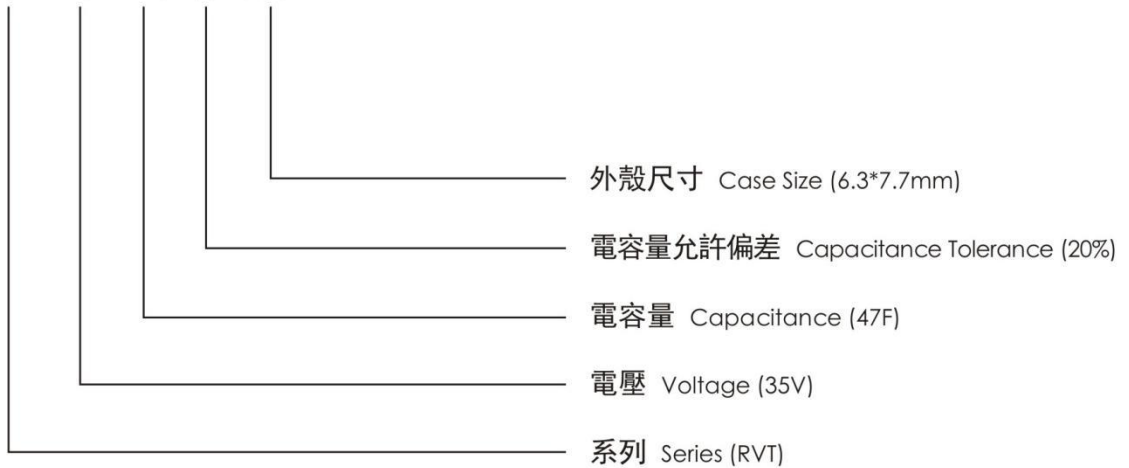 外殼尺寸 Case Size (6.3*7.7mm)
電容量允許偏差 Capacitance Tolerance (20%)
電容量 Capacitance (47F)
電壓 Voltage (35V)
系列 Series (RVT)